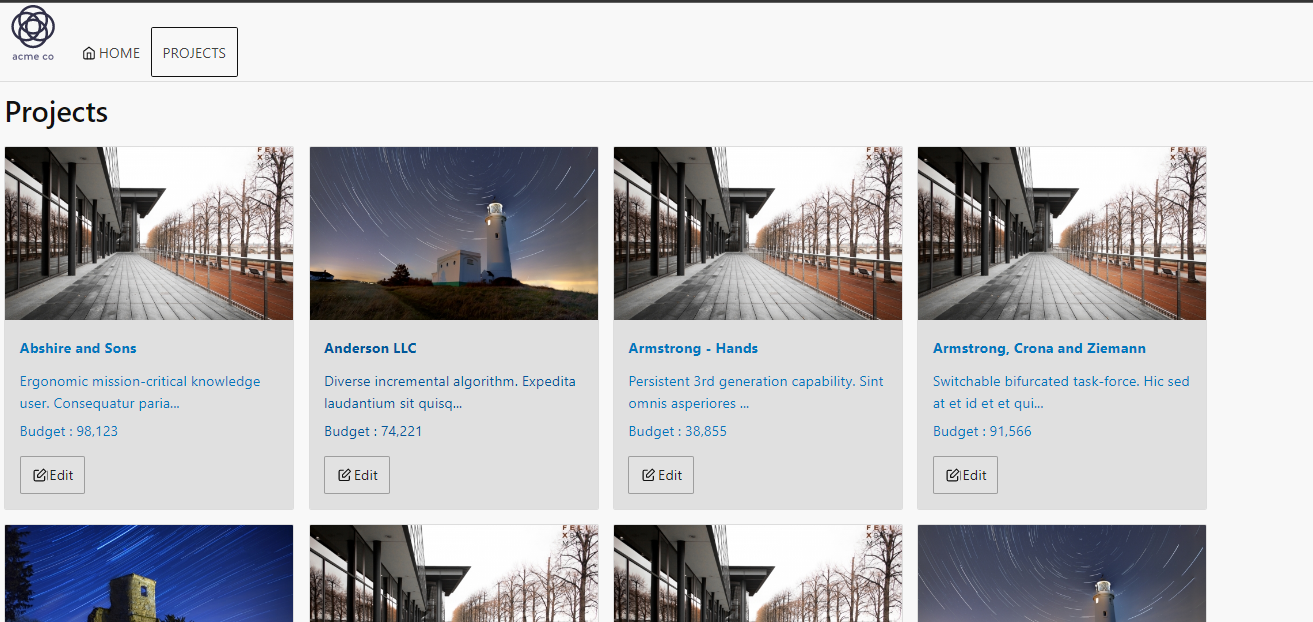 acme co
HOME
PROJECTS
Projects
Abshire and Sons
Ergonomic mission-critical knowledge
user. Consequatur paria...
Budget : 98,123
Edit
Anderson LLC
Diverse incremental algorithm. Expedita
laudantium sit quisq...
Budget : 74,221
Edit
Armstrong - Hands
Persistent 3rd generation capability. Sint
omnis asperiores ...
Budget : 38,855
Edit
Armstrong, Crona and Ziemann
Switchable bifurcated task-force. Hic sed
at et id et et qui...
Budget : 91,566
Edit